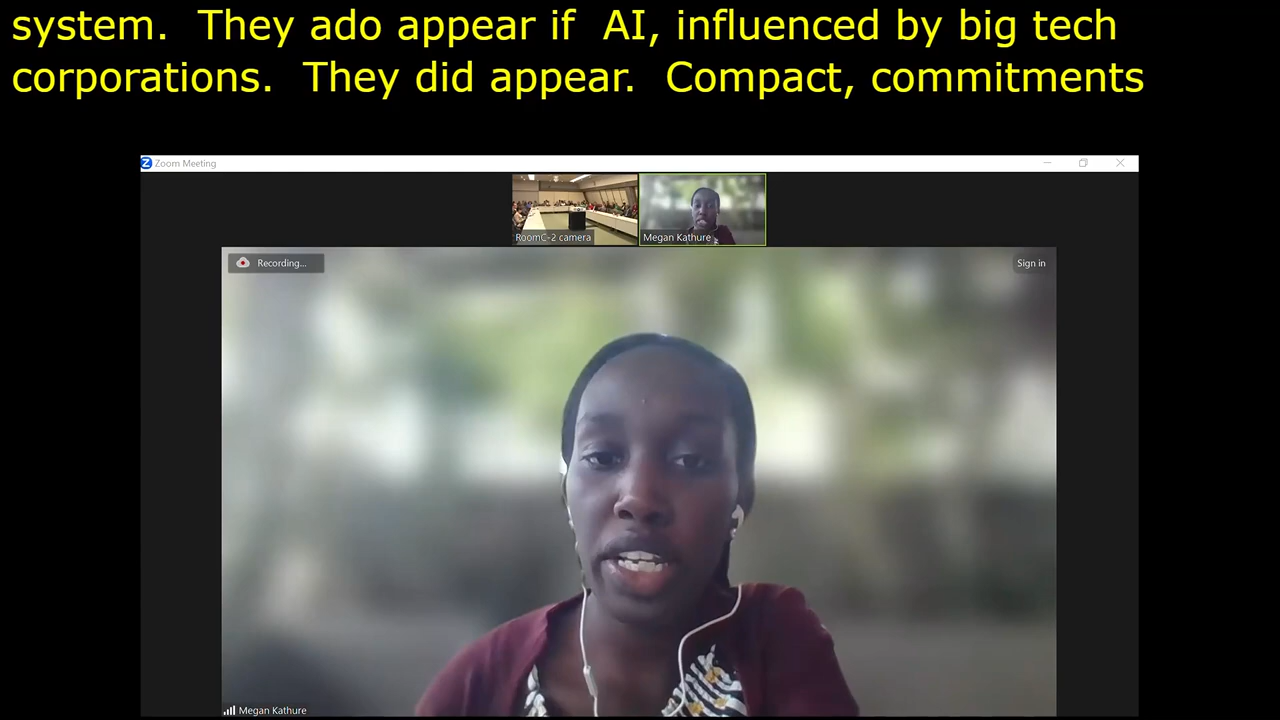 system.  They ado appear if  AI, influenced by big tech
corporations.  They did appear.  Compact, commitments
Zoom Meeting
RoomC-2 camera
Megan Kathure
Recording...
Sign in
Megan Kathure